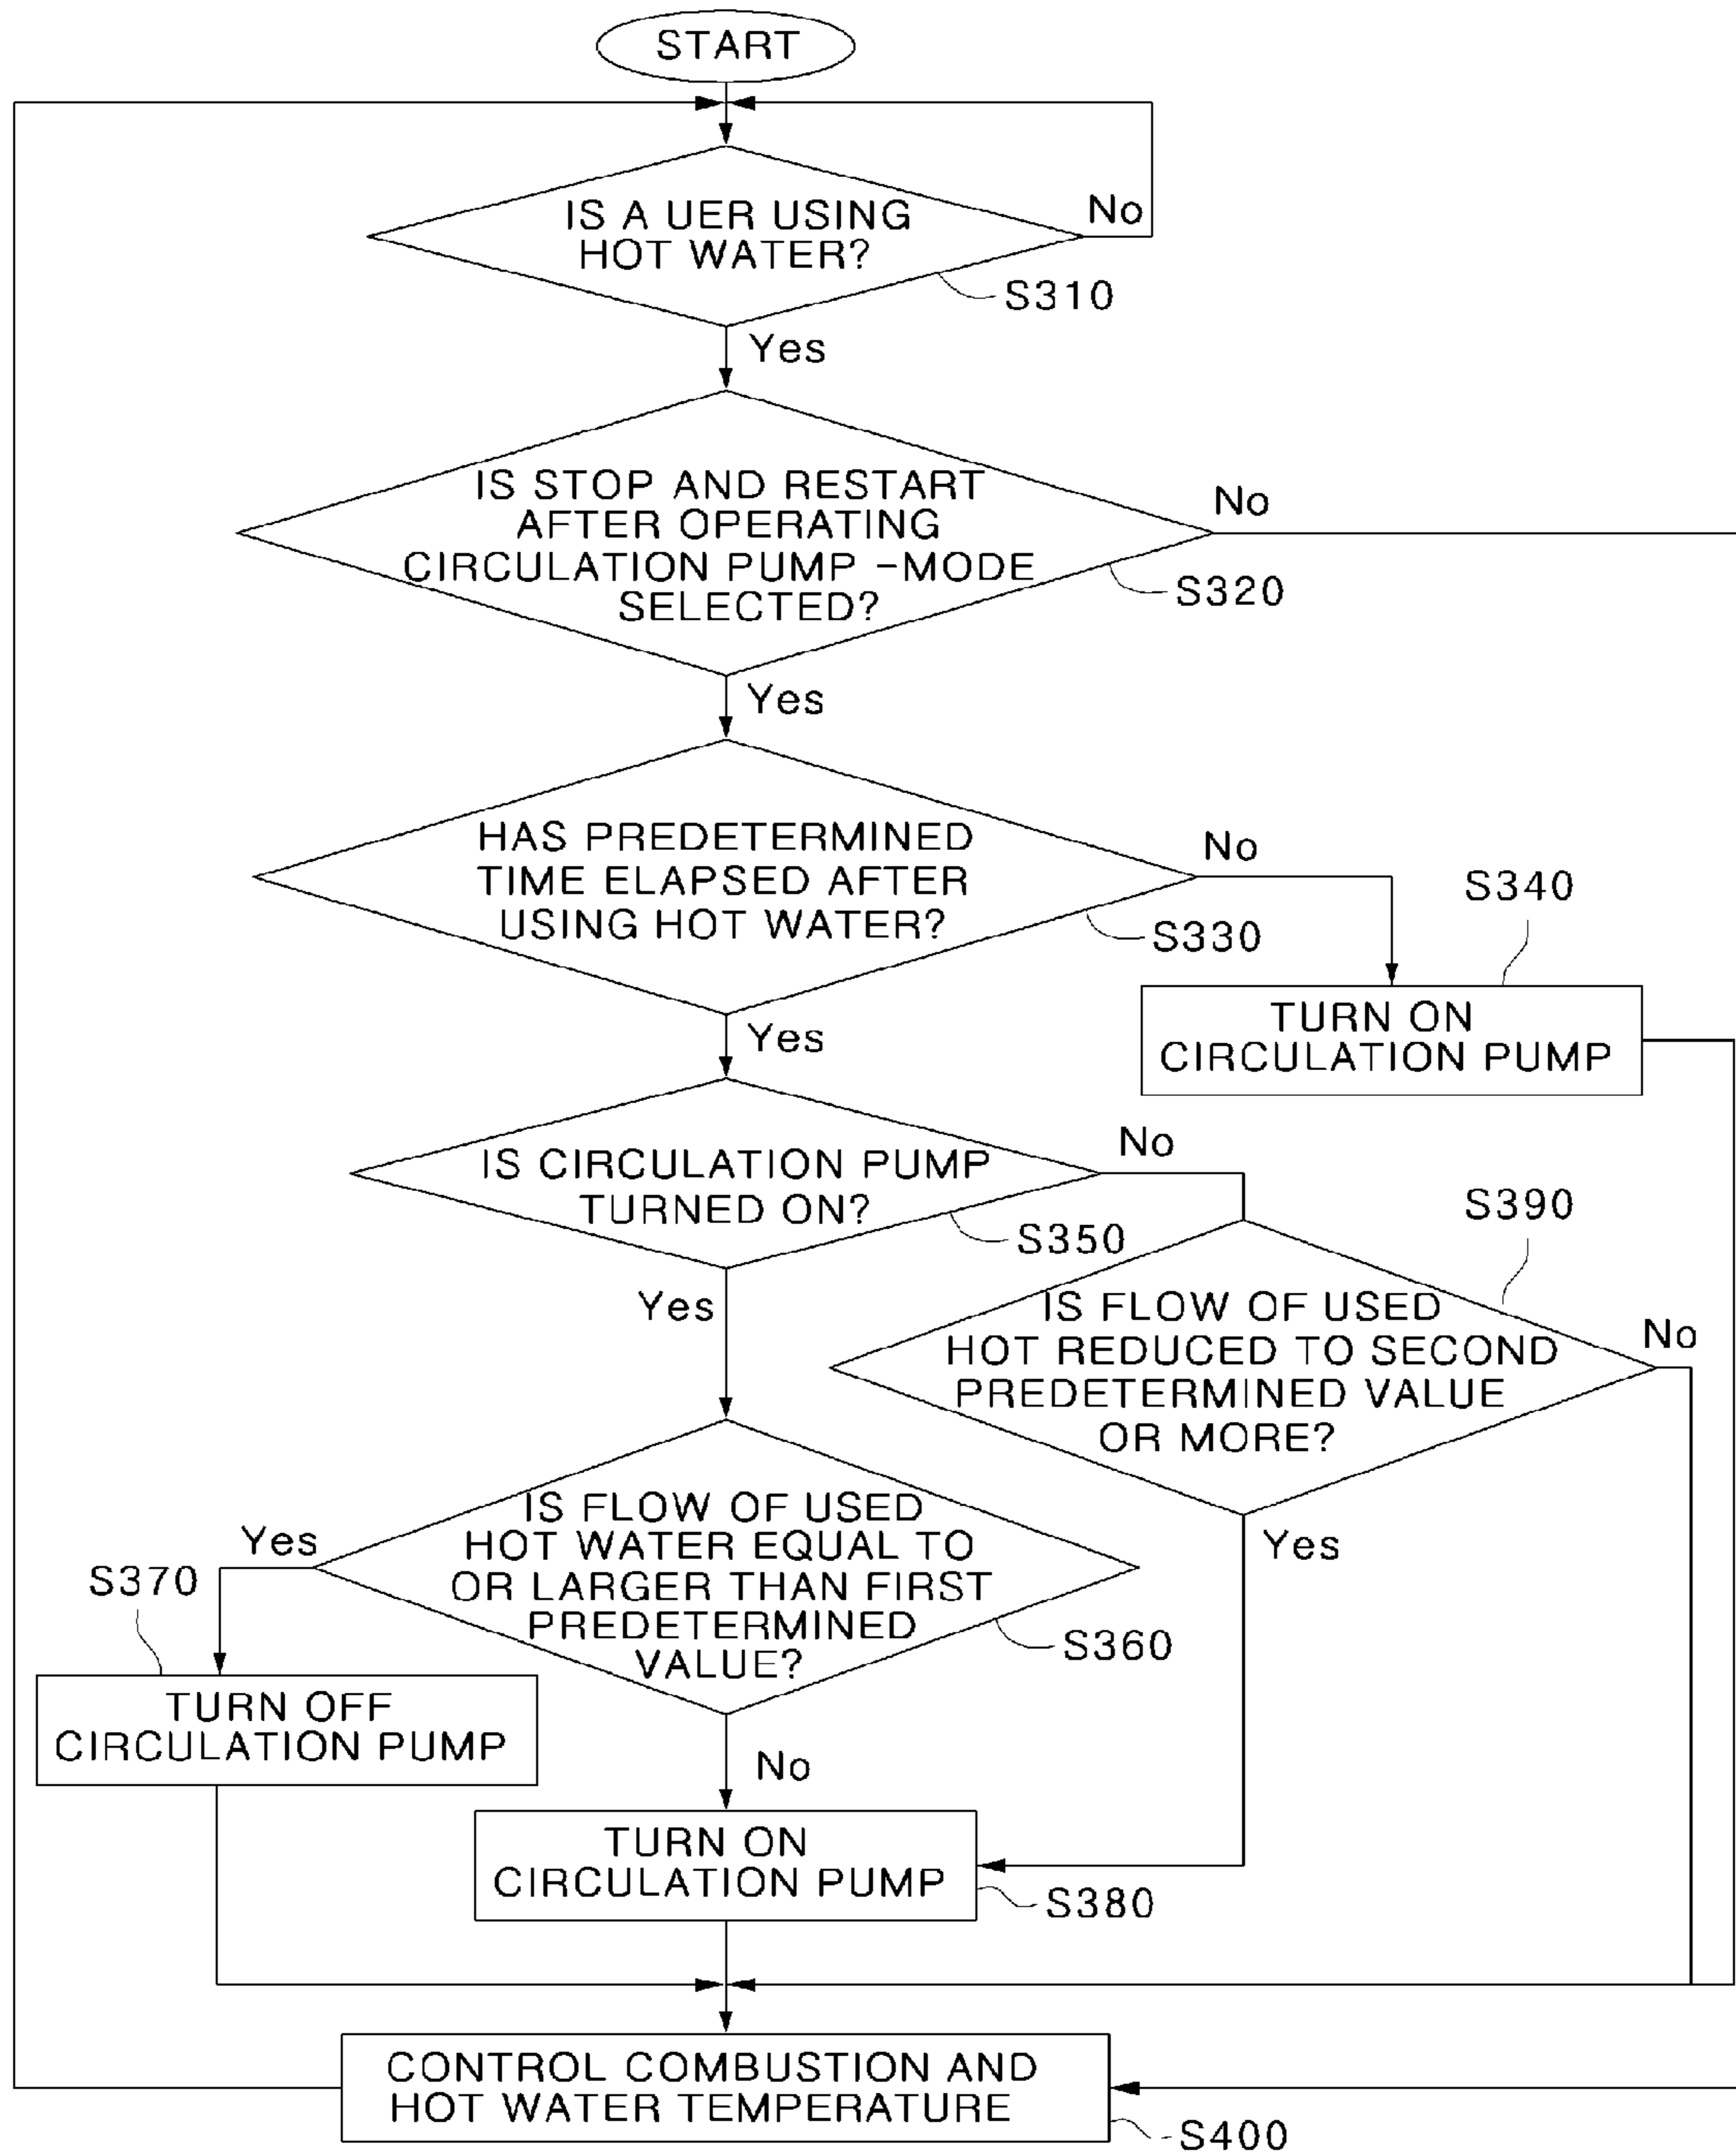 START
IS A UER USING
HOT WATER?
No
S310
Yes
IS STOP AND RESTART
AFTER OPERATING
CIRCULATION PUMP -MODE
SELECTED?
No
S320
Yes
HAS PREDETERMINED
TIME ELAPSED AFTER
USING HOT WATER?
No
S330
S340
TURN ON
CIRCULATION PUMP
Yes
IS CIRCULATION PUMP
TURNED ON?
No
S350
S390
IS FLOW OF USED
HOT REDUCED TO SECOND
PREDETERMINED VALUE
OR MORE?
No
Yes
Yes
IS FLOW OF USED
HOT WATER EQUAL TO
OR LARGER THAN FIRST
PREDETERMINED
VALUE?
Yes
S360
S370
TURN OFF
CIRCULATION PUMP
No
TURN ON
CIRCULATION PUMP
S380
CONTROL COMBUSTION AND
HOT WATER TEMPERATURE
S400